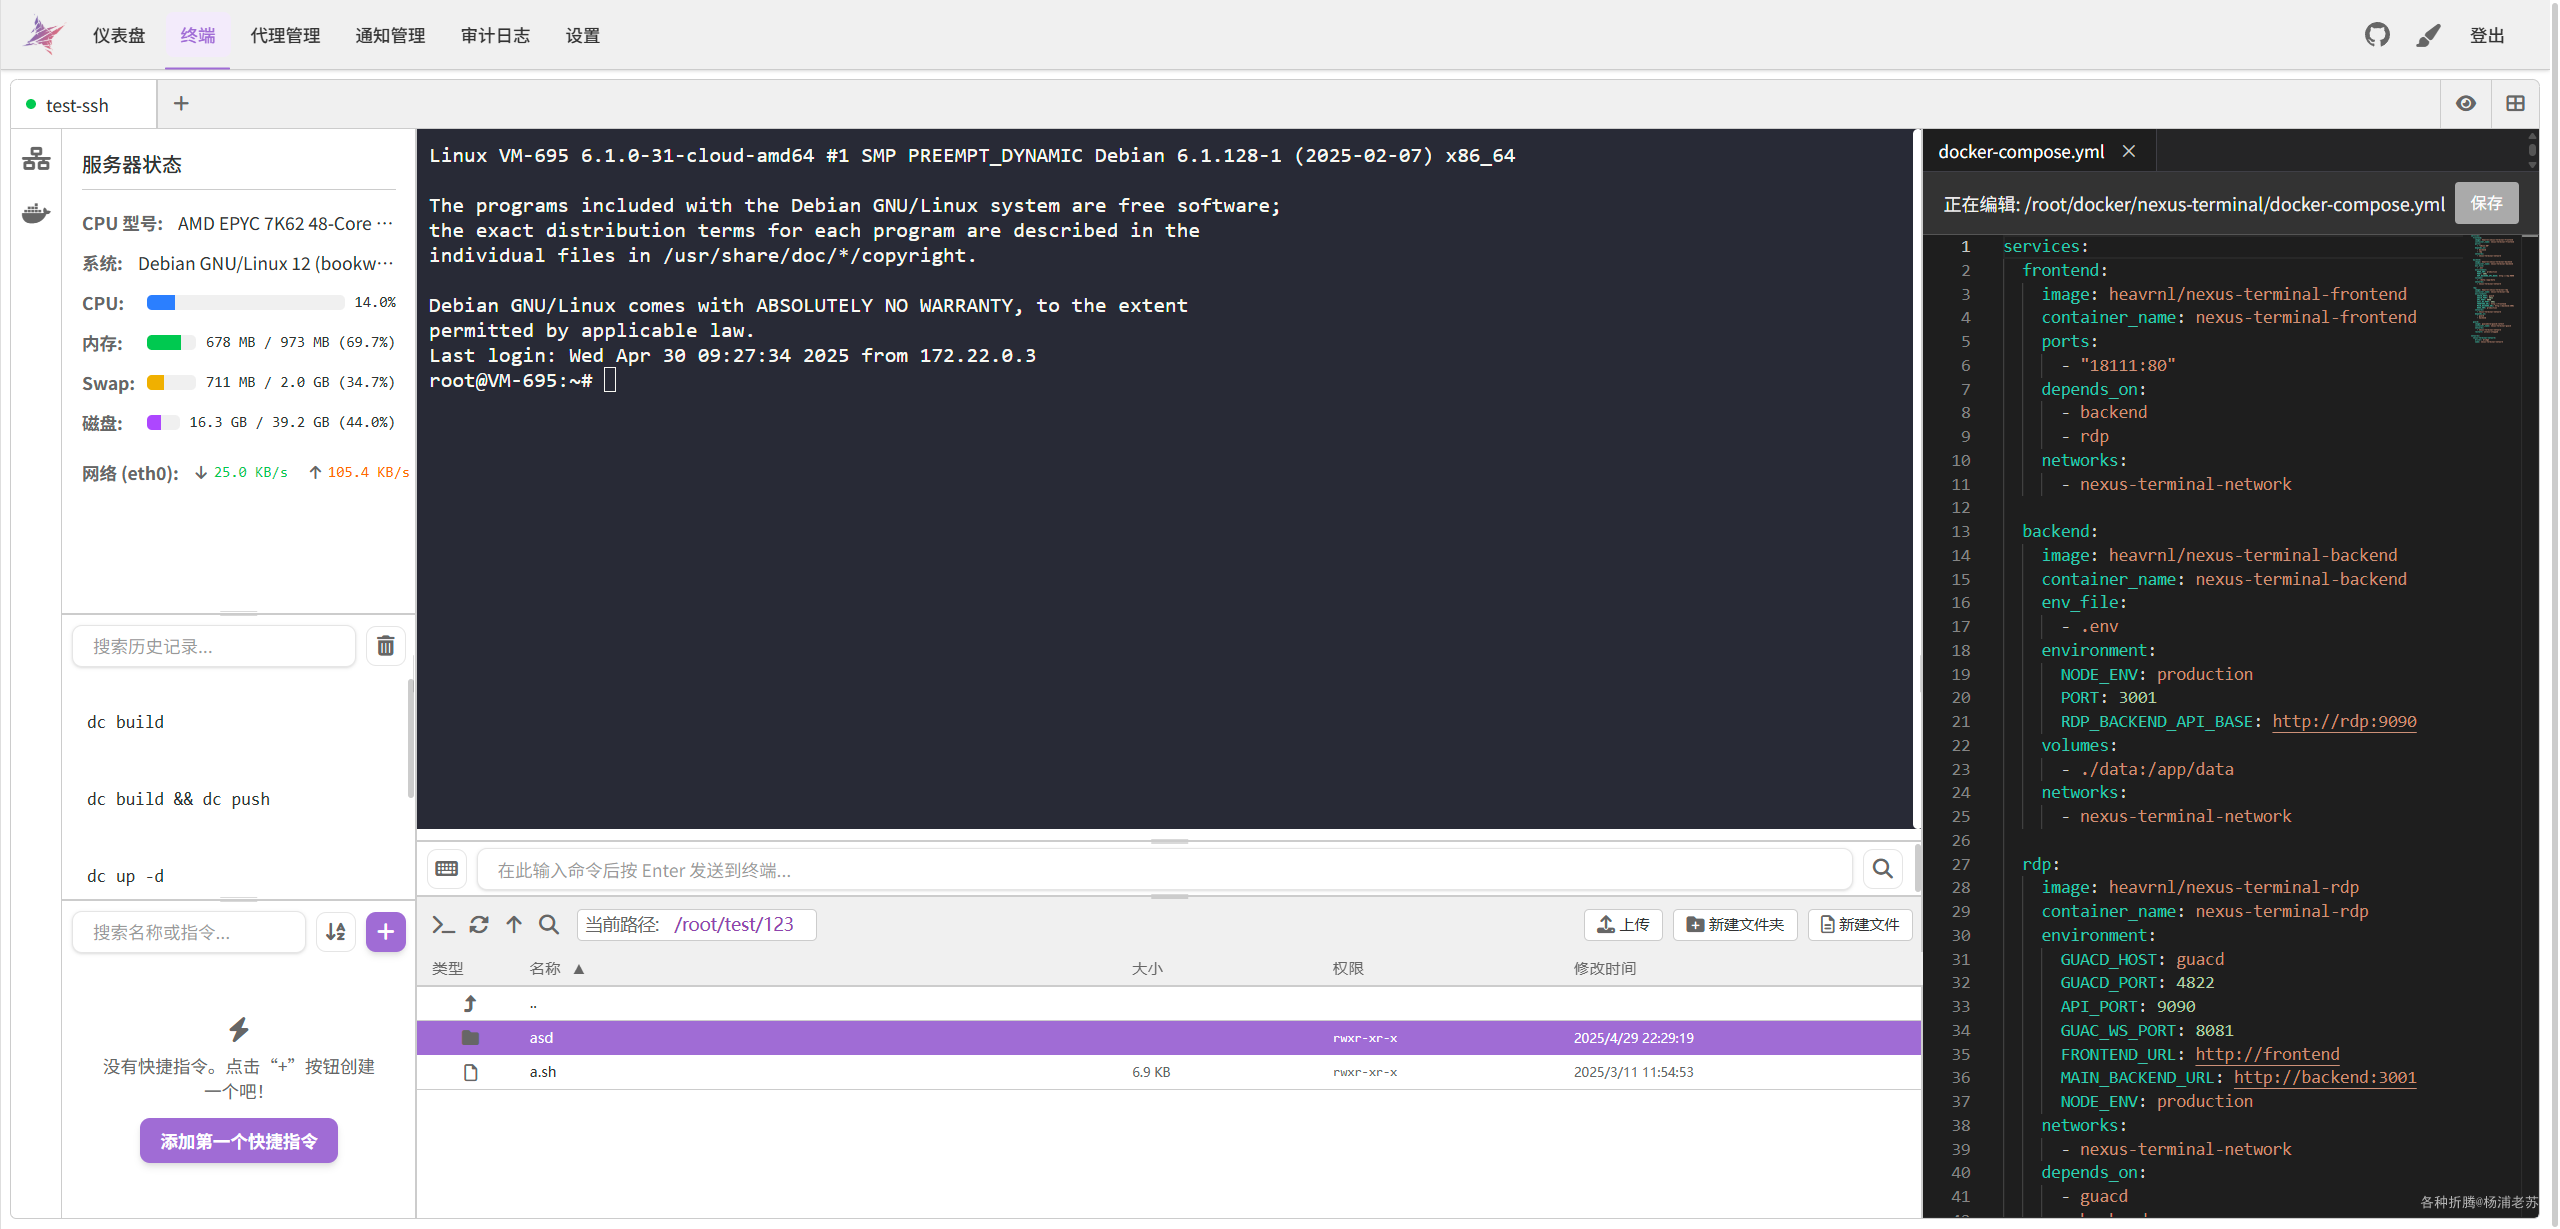 仪表盘 终端 代理管理 通知管理 审计日志 设置 登出
test-ssh
服务器状态
CPU 型号: AMD EPYC 7K62 48-Core ···
系统: Debian GNU/Linux 12 (bookw···
CPU: 14.0%
内存: 678 MB / 973 MB (69.7%)
Swap: 711 MB / 2.0 GB (34.7%)
磁盘: 16.3 GB / 39.2 GB (44.0%)
网络 (eth0): ↓ 25.0 KB/s ↑ 105.4 KB/s
搜索历史记录...
dc build
dc build && dc push
dc up -d
搜索名称或指令...
没有快捷指令。点击“+”按钮创建
一个吧!
添加第一个快捷指令
Linux VM-695 6.1.0-31-cloud-amd64 #1 SMP PREEMPT_DYNAMIC Debian 6.1.128-1 (2025-02-07) x86_64
The programs included with the Debian GNU/Linux system are free software;
the exact distribution terms for each program are described in the
individual files in /usr/share/doc/*/copyright.
Debian GNU/Linux comes with ABSOLUTELY NO WARRANTY, to the extent
permitted by applicable law.
Last login: Wed Apr 30 09:27:34 2025 from 172.22.0.3
root@VM-695:~#
在此输入命令后按 Enter 发送到终端...
当前路径: /root/test/123 上传 新建文件夹 新建文件
类型 名称 ▲ 大小 权限 修改时间
..
asd rwxr-xr-x 2025/4/29 22:29:19
a.sh 6.9 KB rwxr-xr-x 2025/3/11 11:54:53
docker-compose.yml
正在编辑: /root/docker/nexus-terminal/docker-compose.yml 保存
1 services:
2 frontend:
3 image: heavrnl/nexus-terminal-frontend
4 container_name: nexus-terminal-frontend
5 ports:
6 - "18111:80"
7 depends_on:
8 - backend
9 - rdp
10 networks:
11 - nexus-terminal-network
12
13 backend:
14 image: heavrnl/nexus-terminal-backend
15 container_name: nexus-terminal-backend
16 env_file:
17 - .env
18 environment:
19 NODE_ENV: production
20 PORT: 3001
21 RDP_BACKEND_API_BASE: http://rdp:9090
22 volumes:
23 - ./data:/app/data
24 networks:
25 - nexus-terminal-network
26
27 rdp:
28 image: heavrnl/nexus-terminal-rdp
29 container_name: nexus-terminal-rdp
30 environment:
31 GUACD_HOST: guacd
32 GUACD_PORT: 4822
33 API_PORT: 9090
34 GUAC_WS_PORT: 8081
35 FRONTEND_URL: http://frontend
36 MAIN_BACKEND_URL: http://backend:3001
37 NODE_ENV: production
38 networks:
39 - nexus-terminal-network
40 depends_on:
41 - guacd
各种折腾@杨浦老苏